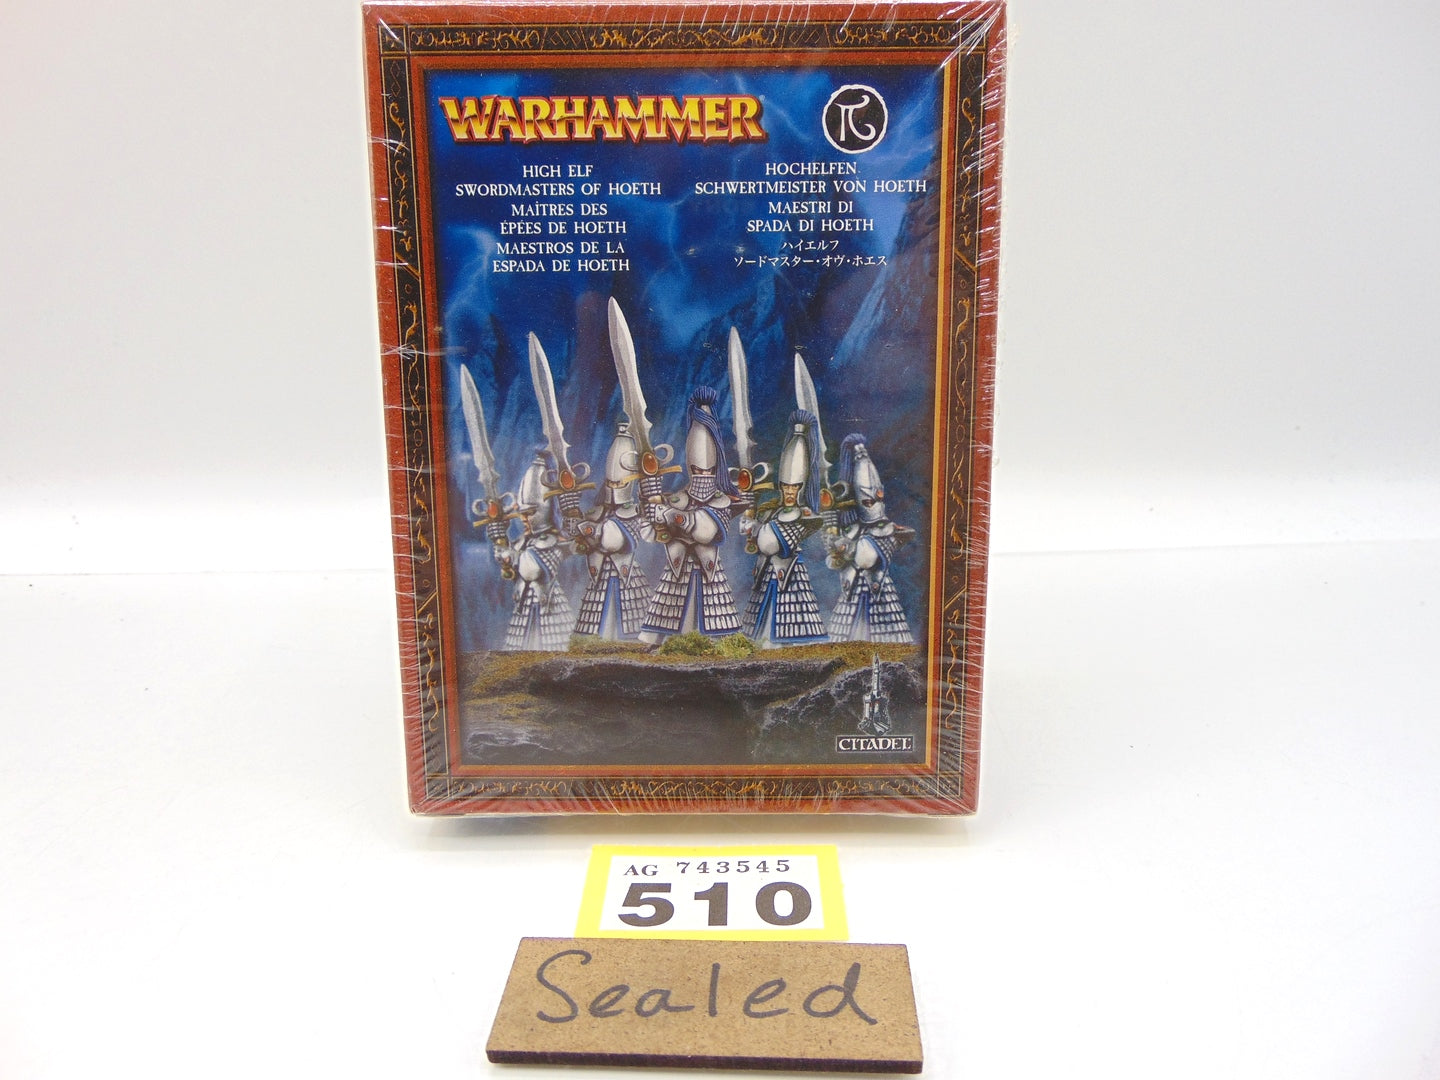 WARHAMMER
HIGH ELF
SWORDMASTERS OF HOETH
MAÎTRES DES
ÉPÉES DE HOETH
MAESTROS DE LA
ESPADA DE HOETH
HOCHELFEN
SCHWERTMEISTER VON HOETH
MAESTRI DI
SPADA DI HOETH
ハイエルフ
ソードマスター・オヴ・ホエス
CITADEL
AG 743545
510
Sealed